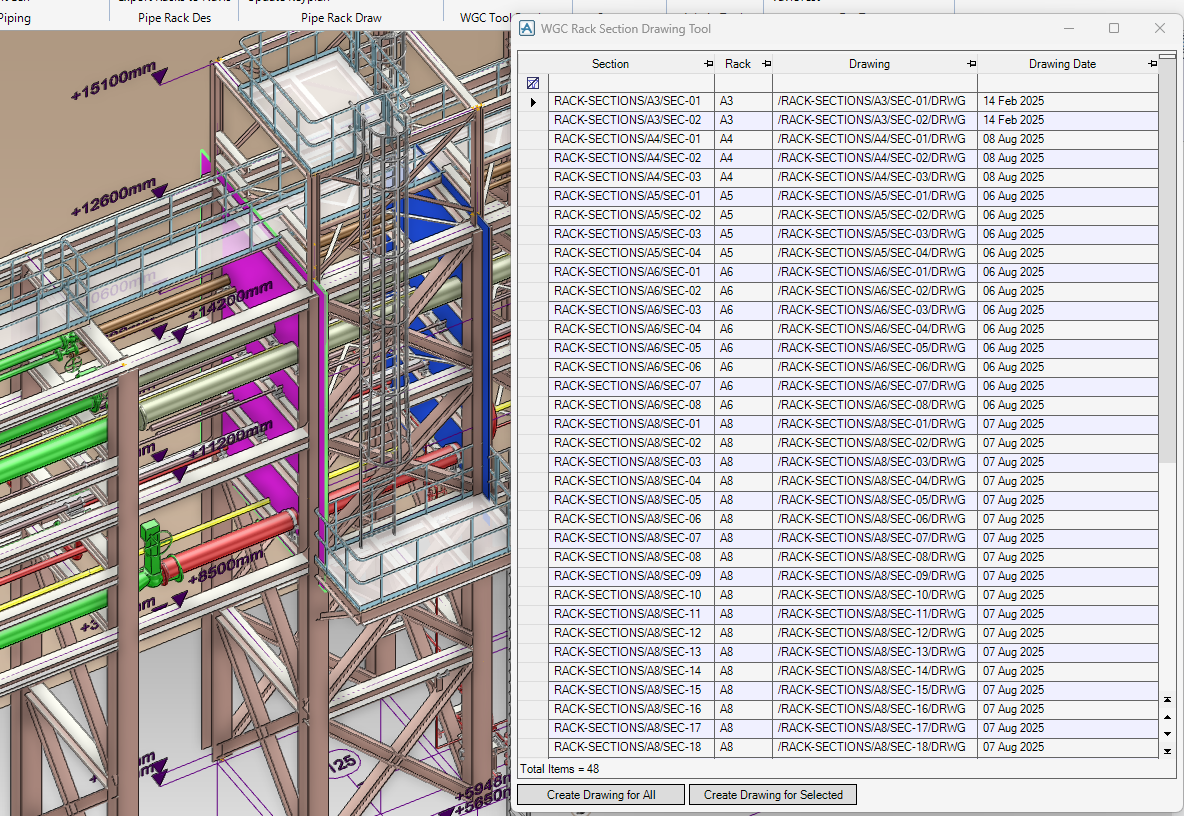 Piping
Pipe Rack Des
Pipe Rack Draw
WGC Tool
WGC Rack Section Drawing Tool
Section Rack Drawing Drawing Date
RACK-SECTIONS/A3/SEC-01 A3 /RACK-SECTIONS/A3/SEC-01/DRWG 14 Feb 2025
RACK-SECTIONS/A3/SEC-02 A3 /RACK-SECTIONS/A3/SEC-02/DRWG 14 Feb 2025
RACK-SECTIONS/A4/SEC-01 A4 /RACK-SECTIONS/A4/SEC-01/DRWG 08 Aug 2025
RACK-SECTIONS/A4/SEC-02 A4 /RACK-SECTIONS/A4/SEC-02/DRWG 08 Aug 2025
RACK-SECTIONS/A4/SEC-03 A4 /RACK-SECTIONS/A4/SEC-03/DRWG 08 Aug 2025
RACK-SECTIONS/A5/SEC-01 A5 /RACK-SECTIONS/A5/SEC-01/DRWG 06 Aug 2025
RACK-SECTIONS/A5/SEC-02 A5 /RACK-SECTIONS/A5/SEC-02/DRWG 06 Aug 2025
RACK-SECTIONS/A5/SEC-03 A5 /RACK-SECTIONS/A5/SEC-03/DRWG 06 Aug 2025
RACK-SECTIONS/A5/SEC-04 A5 /RACK-SECTIONS/A5/SEC-04/DRWG 06 Aug 2025
RACK-SECTIONS/A6/SEC-01 A6 /RACK-SECTIONS/A6/SEC-01/DRWG 06 Aug 2025
RACK-SECTIONS/A6/SEC-02 A6 /RACK-SECTIONS/A6/SEC-02/DRWG 06 Aug 2025
RACK-SECTIONS/A6/SEC-03 A6 /RACK-SECTIONS/A6/SEC-03/DRWG 06 Aug 2025
RACK-SECTIONS/A6/SEC-04 A6 /RACK-SECTIONS/A6/SEC-04/DRWG 06 Aug 2025
RACK-SECTIONS/A6/SEC-05 A6 /RACK-SECTIONS/A6/SEC-05/DRWG 06 Aug 2025
RACK-SECTIONS/A6/SEC-06 A6 /RACK-SECTIONS/A6/SEC-06/DRWG 06 Aug 2025
RACK-SECTIONS/A6/SEC-07 A6 /RACK-SECTIONS/A6/SEC-07/DRWG 06 Aug 2025
RACK-SECTIONS/A6/SEC-08 A6 /RACK-SECTIONS/A6/SEC-08/DRWG 06 Aug 2025
RACK-SECTIONS/A8/SEC-01 A8 /RACK-SECTIONS/A8/SEC-01/DRWG 07 Aug 2025
RACK-SECTIONS/A8/SEC-02 A8 /RACK-SECTIONS/A8/SEC-02/DRWG 07 Aug 2025
RACK-SECTIONS/A8/SEC-03 A8 /RACK-SECTIONS/A8/SEC-03/DRWG 07 Aug 2025
RACK-SECTIONS/A8/SEC-04 A8 /RACK-SECTIONS/A8/SEC-04/DRWG 07 Aug 2025
RACK-SECTIONS/A8/SEC-05 A8 /RACK-SECTIONS/A8/SEC-05/DRWG 07 Aug 2025
RACK-SECTIONS/A8/SEC-06 A8 /RACK-SECTIONS/A8/SEC-06/DRWG 07 Aug 2025
RACK-SECTIONS/A8/SEC-07 A8 /RACK-SECTIONS/A8/SEC-07/DRWG 07 Aug 2025
RACK-SECTIONS/A8/SEC-08 A8 /RACK-SECTIONS/A8/SEC-08/DRWG 07 Aug 2025
RACK-SECTIONS/A8/SEC-09 A8 /RACK-SECTIONS/A8/SEC-09/DRWG 07 Aug 2025
RACK-SECTIONS/A8/SEC-10 A8 /RACK-SECTIONS/A8/SEC-10/DRWG 07 Aug 2025
RACK-SECTIONS/A8/SEC-11 A8 /RACK-SECTIONS/A8/SEC-11/DRWG 07 Aug 2025
RACK-SECTIONS/A8/SEC-12 A8 /RACK-SECTIONS/A8/SEC-12/DRWG 07 Aug 2025
RACK-SECTIONS/A8/SEC-13 A8 /RACK-SECTIONS/A8/SEC-13/DRWG 07 Aug 2025
RACK-SECTIONS/A8/SEC-14 A8 /RACK-SECTIONS/A8/SEC-14/DRWG 07 Aug 2025
RACK-SECTIONS/A8/SEC-15 A8 /RACK-SECTIONS/A8/SEC-15/DRWG 07 Aug 2025
RACK-SECTIONS/A8/SEC-16 A8 /RACK-SECTIONS/A8/SEC-16/DRWG 07 Aug 2025
RACK-SECTIONS/A8/SEC-17 A8 /RACK-SECTIONS/A8/SEC-17/DRWG 07 Aug 2025
RACK-SECTIONS/A8/SEC-18 A8 /RACK-SECTIONS/A8/SEC-18/DRWG 07 Aug 2025
Total Items = 48
Create Drawing for All Create Drawing for Selected
+15100mm
+12600mm
+14200mm
+11200mm
+8500mm
125